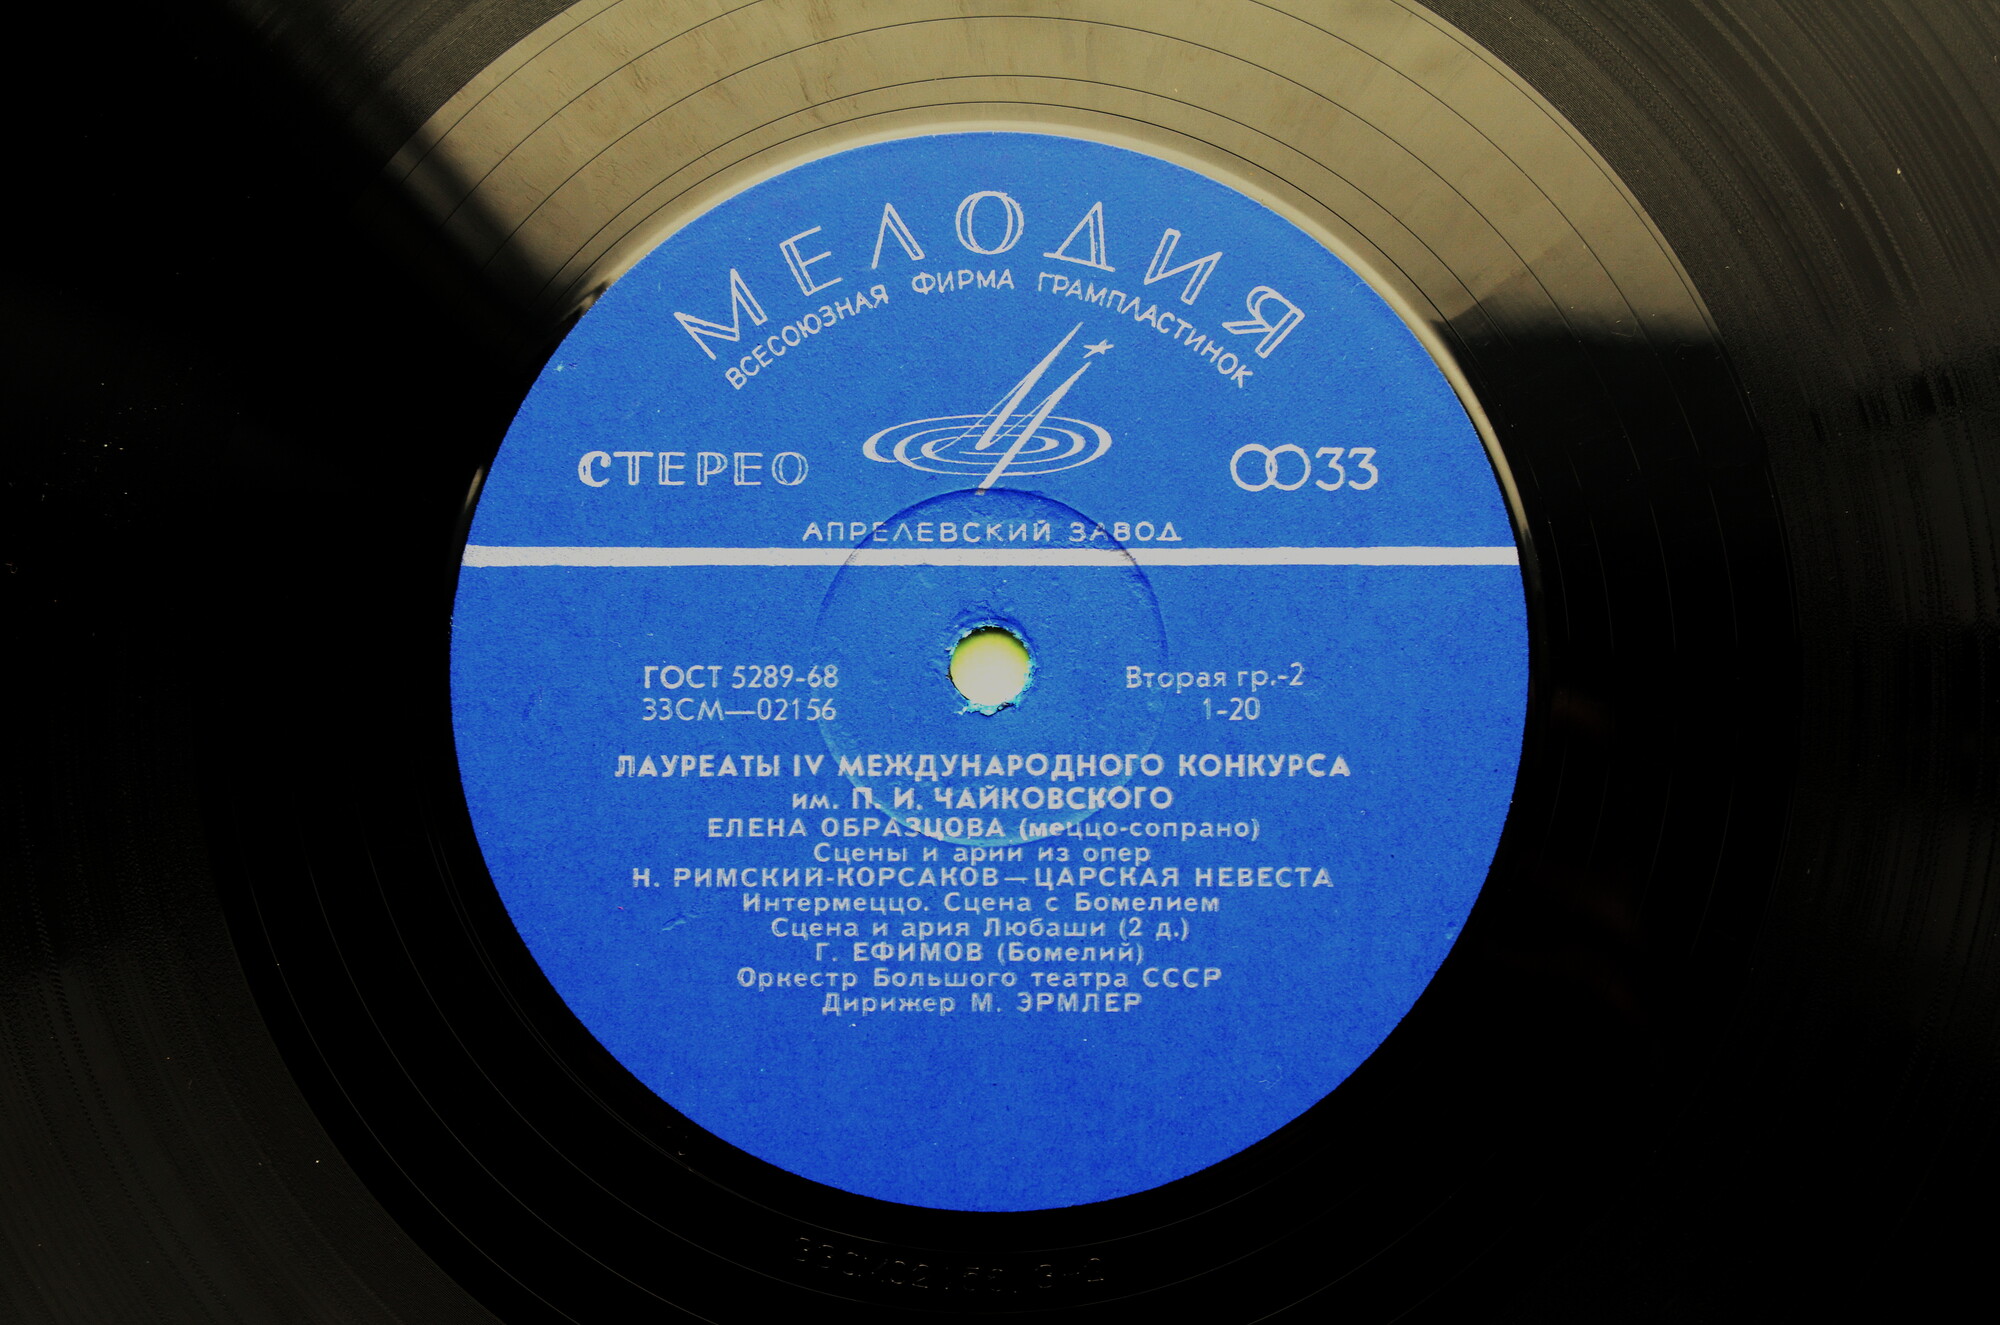 МЕЛОДИЯ
ВСЕСОЮЗНАЯ ФИРМА ГРАМПЛАСТИНОК
СТЕРЕО
33
АПРЕЛЕВСКИЙ ЗАВОД
ГОСТ 5289-68
Вторая гр.-2
33СМ—02156
1-20
ЛАУРЕАТЫ IV МЕЖДУНАРОДНОГО КОНКУРСА
им. П. И. ЧАЙКОВСКОГО
ЕЛЕНА ОБРАЗЦОВА (меццо-сопрано)
Сцены и арии из опер
Н. РИМСКИЙ-КОРСАКОВ—ЦАРСКАЯ НЕВЕСТА
Интермеццо. Сцена с Бомелием
Сцена и ария Любаши (2 д.)
Г. ЕФИМОВ (Бомелий)
Оркестр Большого театра СССР
Дирижер М. ЭРМЛЕР